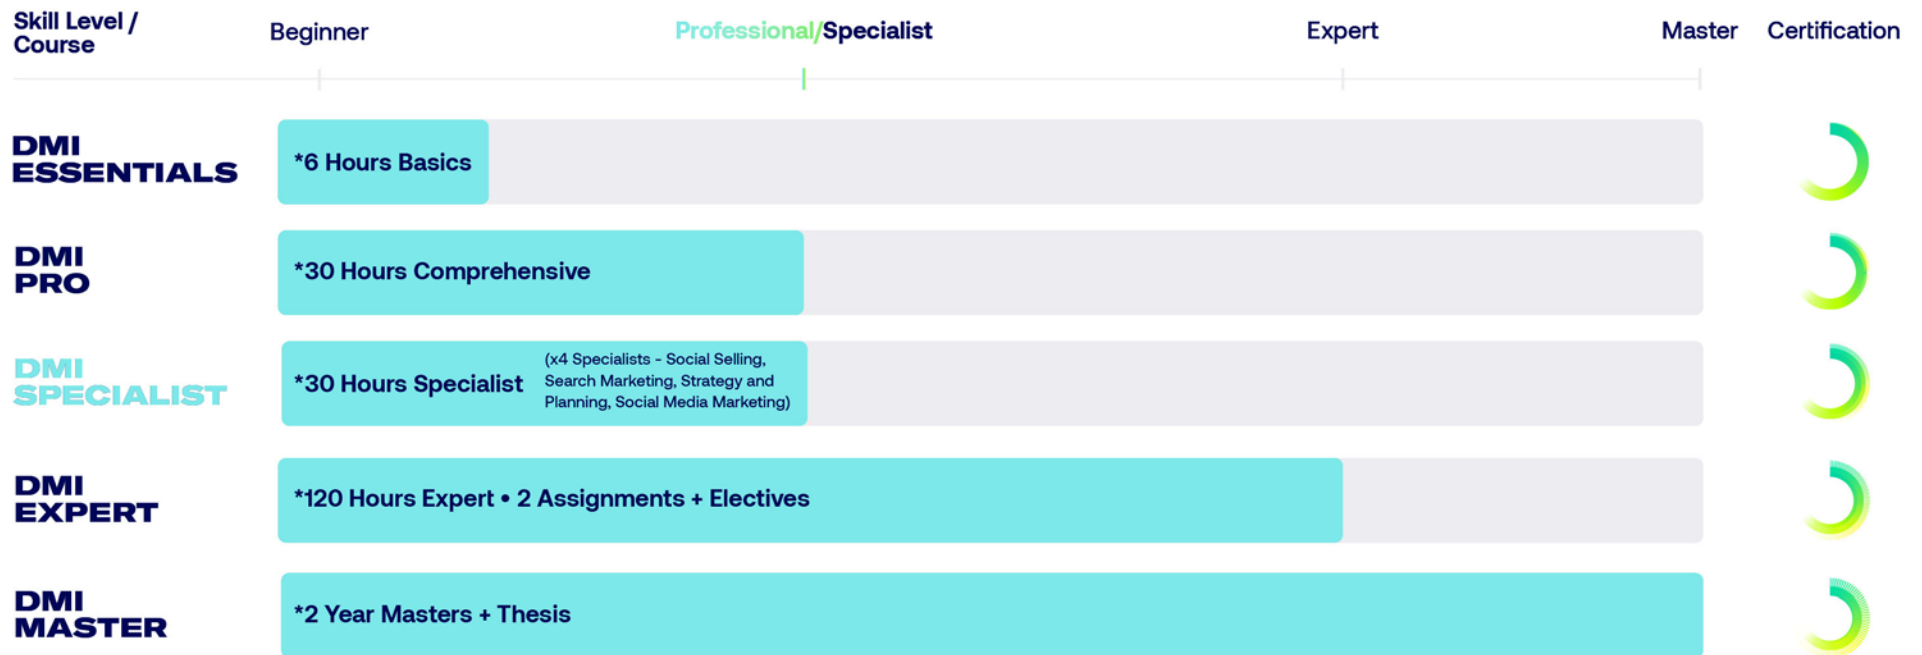 Skill Level /
Course
Beginner
Professional/Specialist
Expert
Master
Certification
DMI
ESSENTIALS
*6 Hours Basics
DMI
PRO
*30 Hours Comprehensive
DMI
SPECIALIST
*30 Hours Specialist
(x4 Specialists - Social Selling,
Search Marketing, Strategy and
Planning, Social Media Marketing)
DMI
EXPERT
*120 Hours Expert • 2 Assignments + Electives
DMI
MASTER
*2 Year Masters + Thesis